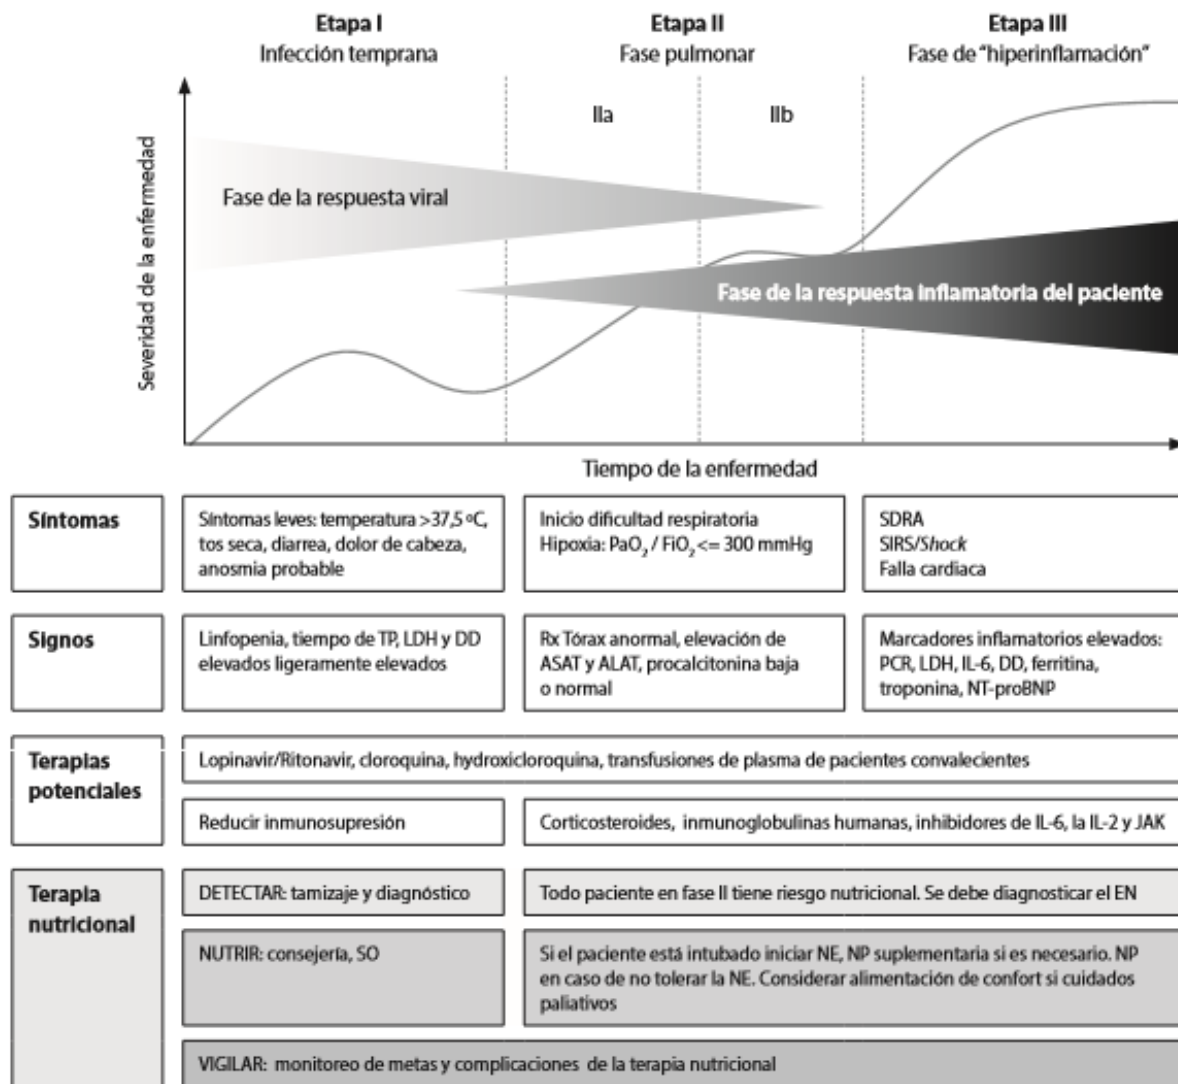 Etapa I
Infección temprana
Etapa II
Fase pulmonar
Etapa III
Fase de "hiperinflamación"
IIa
IIb
Severidad de la enfermedad
Fase de la respuesta viral
Fase de la respuesta inflamatoria del paciente
Tiempo de la enfermedad
Síntomas
Síntomas leves: temperatura >37,5 ºC,
tos seca, diarrea, dolor de cabeza,
anosmia probable
Inicio dificultad respiratoria
Hipoxia: PaO₂ / FiO₂ <= 300 mmHg
SDRA
SIRS/Shock
Falla cardiaca
Signos
Linfopenia, tiempo de TP, LDH y DD
elevados ligeramente elevados
Rx Tórax anormal, elevación de
ASAT y ALAT, procalcitonina baja
o normal
Marcadores inflamatorios elevados:
PCR, LDH, IL-6, DD, ferritina,
troponina, NT-proBNP
Terapias
potenciales
Lopinavir/Ritonavir, cloroquina, hydroxicloroquina, transfusiones de plasma de pacientes convalecientes
Reducir inmunosupresión
Corticosteroides, inmunoglobulinas humanas, inhibidores de IL-6, la IL-2 y JAK
Terapia
nutricional
DETECTAR: tamizaje y diagnóstico
Todo paciente en fase II tiene riesgo nutricional. Se debe diagnosticar el EN
NUTRIR: consejería, SO
Si el paciente está intubado iniciar NE, NP suplementaria si es necesario. NP
en caso de no tolerar la NE. Considerar alimentación de confort si cuidados
paliativos
VIGILAR: monitoreo de metas y complicaciones de la terapia nutricional